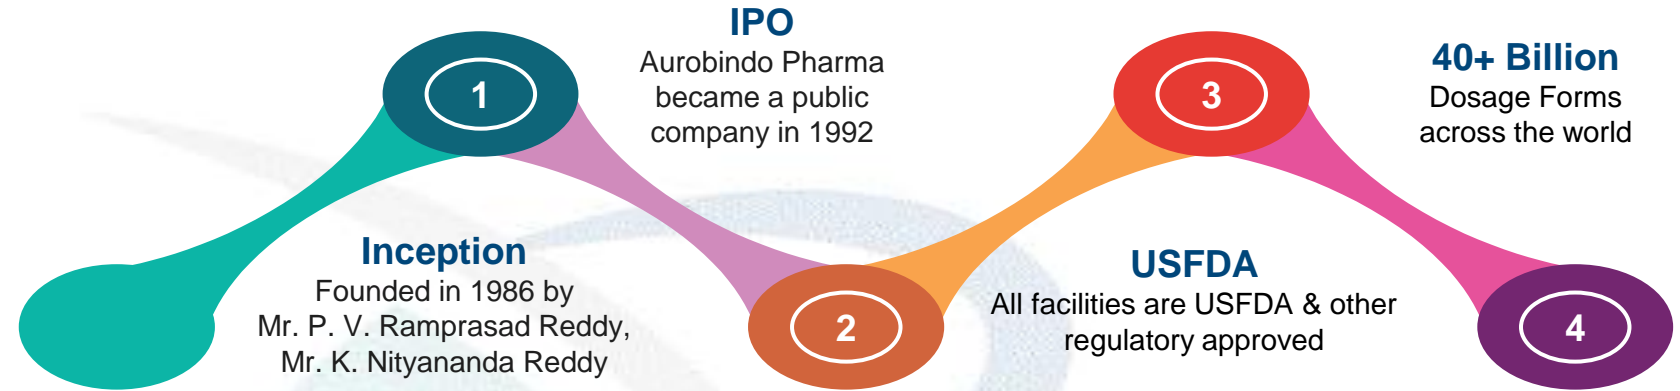 1
Inception
Founded in 1986 by
Mr. P. V. Ramprasad Reddy,
Mr. K. Nityananda Reddy
IPO
Aurobindo Pharma
became a public
company in 1992
2
3
USFDA
All facilities are USFDA & other
regulatory approved
40+ Billion
Dosage Forms
across the world
4